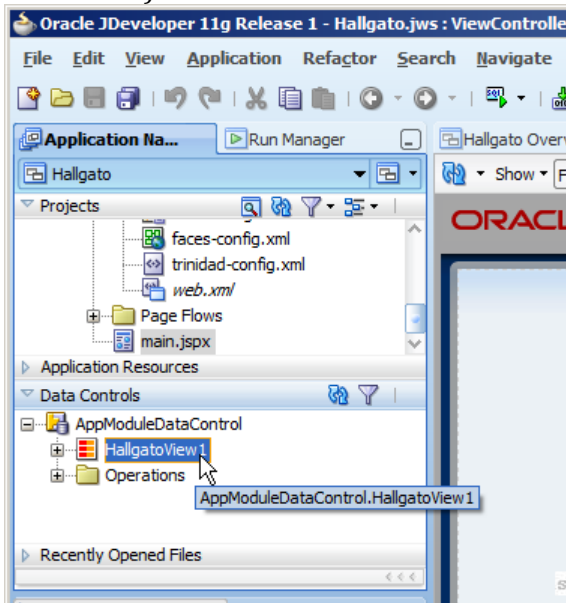 Oracle JDeveloper 11g Release 1 - Hallgato.jws : ViewControlle
File Edit View Application Refactor Search Navigate
Application Na... Run Manager Hallgato Over
Hallgato Show F
Projects
ORACL
faces-config.xml
trinidad-config.xml
web.xml
Page Flows
main.jspx
Application Resources
Data Controls
AppModuleDataControl
HallgatoView1
Operations
AppModuleDataControl.HallgatoView1
Recently Opened Files